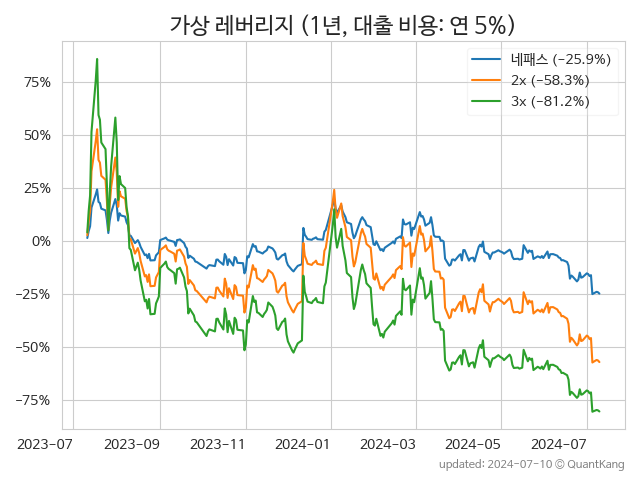 가상 레버리지 (1년, 대출 비용: 연 5%)
네패스 (−25.9%)
2x (−58.3%)
3x (−81.2%)
75%
50%
25%
0%
−25%
−50%
−75%
2023-07
2023-09
2023-11
2024-01
2024-03
2024-05
2024-07
updated: 2024-07-10 © QuantKang